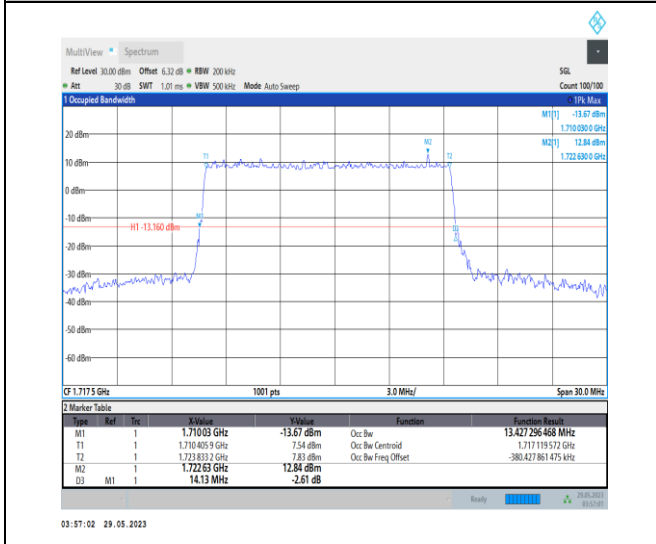 MultiView Spectrum
Ref Level 30.00 dBm Offset 6.32 dB RBW 200 kHz SGL
Att 30 dB SWT 1.01 ms VBW 500 kHz Mode Auto Sweep Count 100/100
1 Occupied Bandwidth 1Pk Max
M1[1] -13.67 dBm
1.710 030 0 GHz
M2[1] 12.84 dBm
1.722 630 0 GHz
20 dBm
M2
T1 T2
10 dBm
0 dBm
-10 dBm
M1
H1 -13.160 dBm
D3
-20 dBm
-30 dBm
-40 dBm
-50 dBm
-60 dBm
CF 1.717 5 GHz 1001 pts 3.0 MHz/ Span 30.0 MHz
2 Marker Table
Type Ref Trc X-Value Y-Value Function Function Result
M1 1 1.710 03 GHz -13.67 dBm Occ Bw 13.427 296 468 MHz
T1 1 1.710 405 9 GHz 7.54 dBm Occ Bw Centroid 1.717 119 572 GHz
T2 1 1.723 833 2 GHz 7.83 dBm Occ Bw Freq Offset -380.427 861 475 kHz
M2 1 1.722 63 GHz 12.84 dBm
D3 M1 1 14.13 MHz -2.61 dB
Ready 29.05.2023
03:57:01
03:57:02 29.05.2023